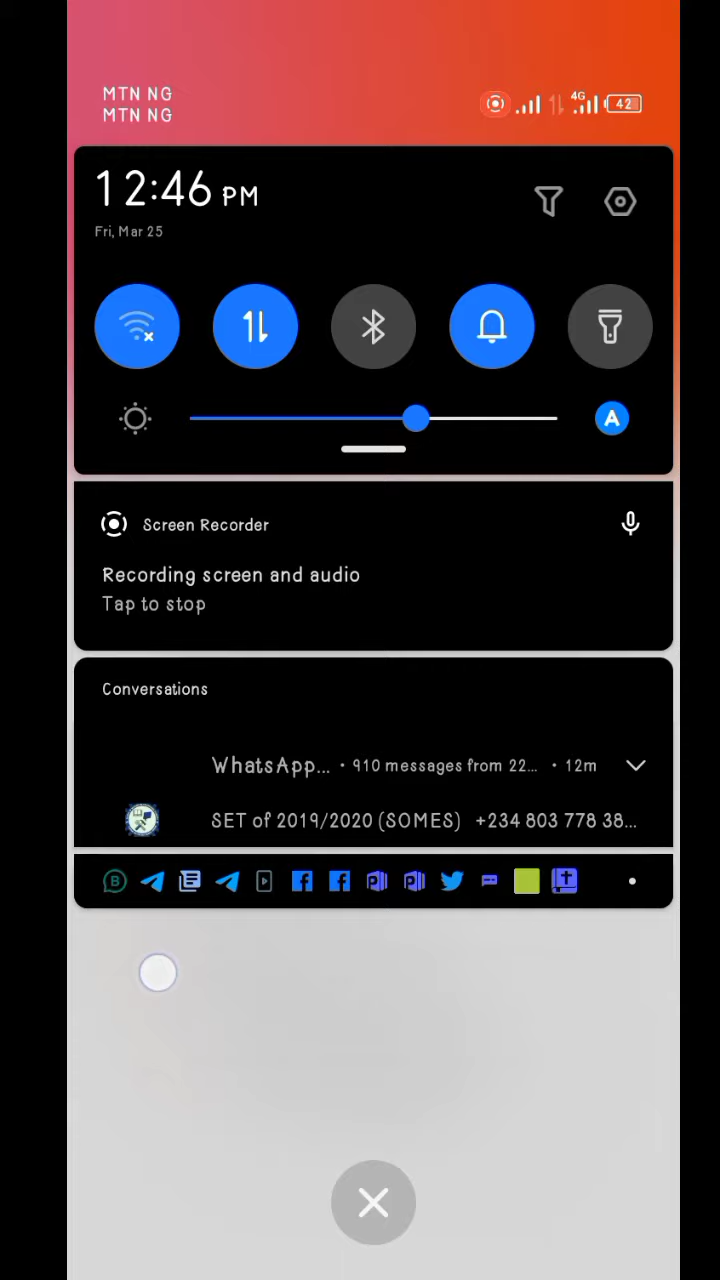 MTN NG
MTN NG
4G
42
12:46 PM
Fri, Mar 25
A
Screen Recorder
Recording screen and audio
Tap to stop
Conversations
WhatsApp... • 910 messages from 22... • 12m
SET of 2019/2020 (SOMES) +234 803 778 38...
B